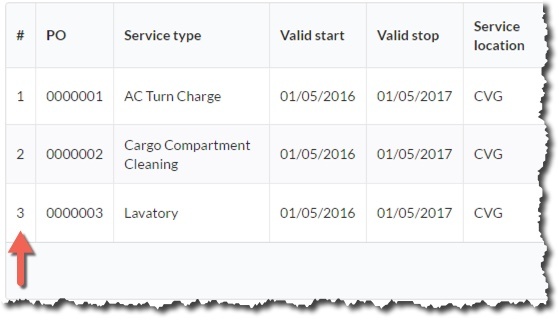 # PO Service type Valid start Valid stop Service location
1 0000001 AC Turn Charge 01/05/2016 01/05/2017 CVG
2 0000002 Cargo Compartment Cleaning 01/05/2016 01/05/2017 CVG
3 0000003 Lavatory 01/05/2016 01/05/2017 CVG